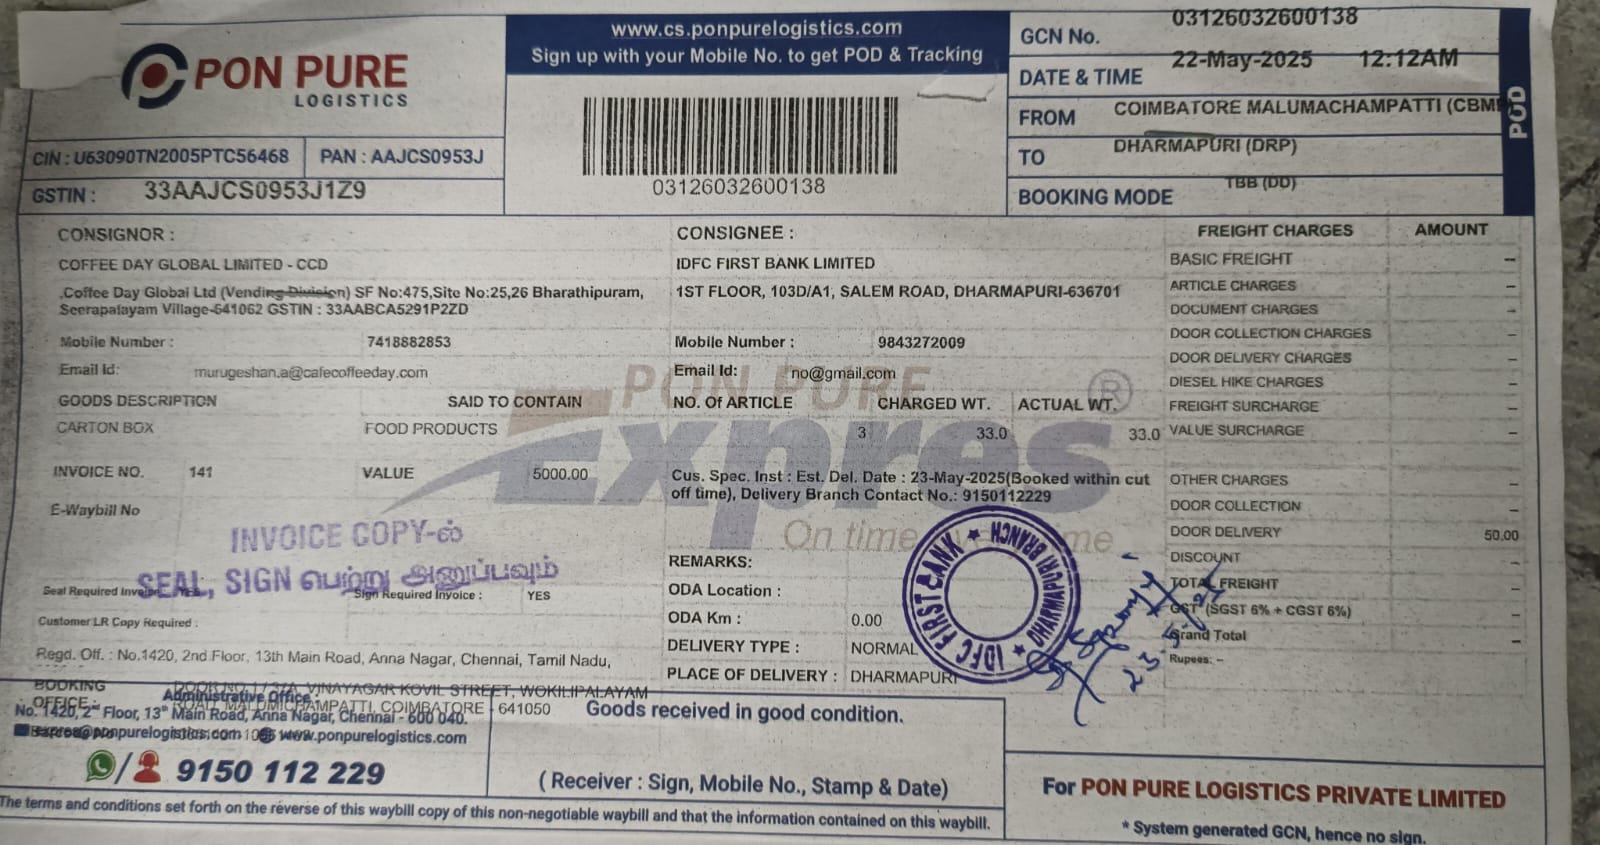 PON PURE
LOGISTICS
CIN : U63090TN2005PTC56468 PAN : AAJCS0953J
GSTIN : 33AAJCS0953J1Z9
www.cs.ponpurelogistics.com
Sign up with your Mobile No. to get POD & Tracking
03126032600138
GCN No. 03126032600138
DATE & TIME 22-May-2025 12:12AM
FROM COIMBATORE MALUMACHAMPATTI (CBM
TO DHARMAPURI (DRP)
BOOKING MODE TBB (DD)
POD
CONSIGNOR :
COFFEE DAY GLOBAL LIMITED - CCD
.Coffee Day Global Ltd (Vending Division) SF No:475,Site No:25,26 Bharathipuram,
Seerapalayam Village-641062 GSTIN : 33AABCA5291P2ZD
Mobile Number : 7418882853
Email Id: murugeshan.a@cafecoffeeday.com
CONSIGNEE :
IDFC FIRST BANK LIMITED
1ST FLOOR, 103D/A1, SALEM ROAD, DHARMAPURI-636701
Mobile Number : 9843272009
Email Id: no@gmail.com
GOODS DESCRIPTION SAID TO CONTAIN NO. Of ARTICLE CHARGED WT. ACTUAL WT.
CARTON BOX FOOD PRODUCTS 3 33.0 33.0
INVOICE NO. 141 VALUE 5000.00
E-Waybill No
Cus. Spec. Inst : Est. Del. Date : 23-May-2025(Booked within cut
off time), Delivery Branch Contact No.: 9150112229
PON PURE
Expres
On time
me
®
INVOICE COPY-ல்
SEAL, SIGN பெற்று அனுப்பவும்
Seal Required Invoice Sign Required Invoice : YES
Customer LR Copy Required :
Regd. Off. : No.1420, 2nd Floor, 13th Main Road, Anna Nagar, Chennai, Tamil Nadu,
REMARKS:
ODA Location :
ODA Km : 0.00
DELIVERY TYPE : NORMAL
PLACE OF DELIVERY : DHARMAPURI
IDFC FIRST BANK ★ DHARMAPURI BRANCH ★
23.5.25
FREIGHT CHARGES AMOUNT
BASIC FREIGHT –
ARTICLE CHARGES –
DOCUMENT CHARGES –
DOOR COLLECTION CHARGES –
DOOR DELIVERY CHARGES –
DIESEL HIKE CHARGES –
FREIGHT SURCHARGE –
VALUE SURCHARGE –
OTHER CHARGES –
DOOR COLLECTION –
DOOR DELIVERY 50.00
DISCOUNT –
TOTAL FREIGHT –
GST (SGST 6% + CGST 6%) –
Grand Total –
Rupees: –
BOOKING OFFICE : VINAYAGAR KOVIL STREET, WOKILIPALAYAM
ROAD, MALUMICHAMPATTI, COIMBATORE - 641050
Administrative Office :
No. 1420, 2nd Floor, 13th Main Road, Anna Nagar, Chennai - 600 040.
expres@ponpurelogistics.com www.ponpurelogistics.com
9150 112 229
Goods received in good condition.
( Receiver : Sign, Mobile No., Stamp & Date)
The terms and conditions set forth on the reverse of this waybill copy of this non-negotiable waybill and that the information contained on this waybill.
For PON PURE LOGISTICS PRIVATE LIMITED
* System generated GCN, hence no sign.